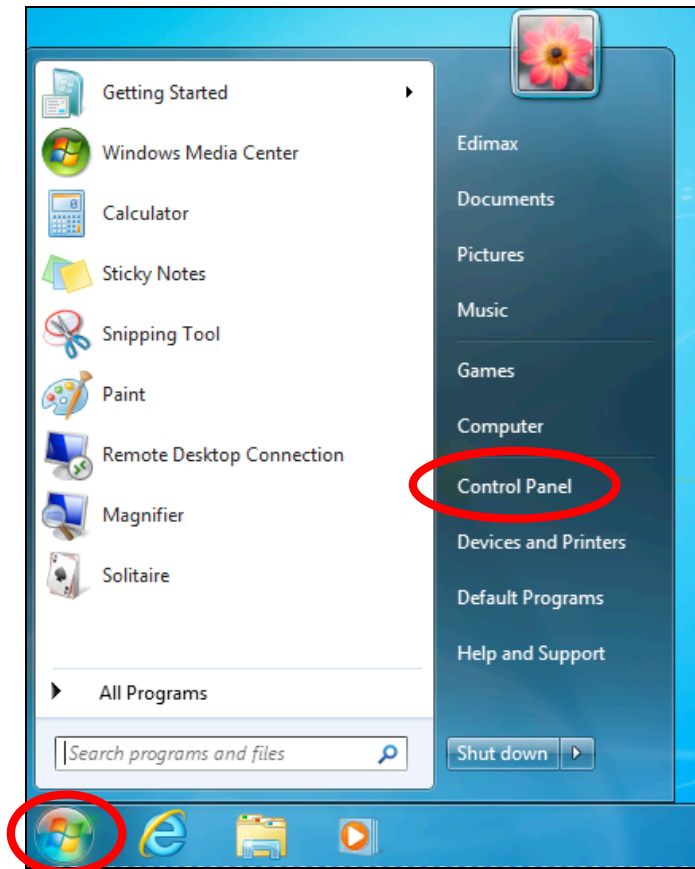 Getting Started
Windows Media Center
Calculator
Sticky Notes
Snipping Tool
Paint
Remote Desktop Connection
Magnifier
Solitaire
All Programs
Search programs and files
Edimax
Documents
Pictures
Music
Games
Computer
Control Panel
Devices and Printers
Default Programs
Help and Support
Shut down